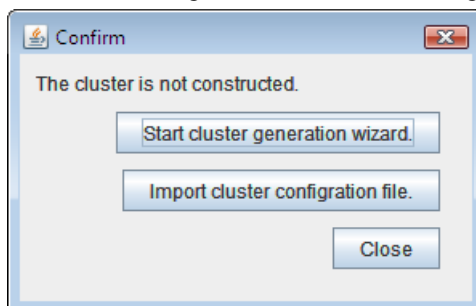 Confirm
The cluster is not constructed.
Start cluster generation wizard.
Import cluster configration file.
Close